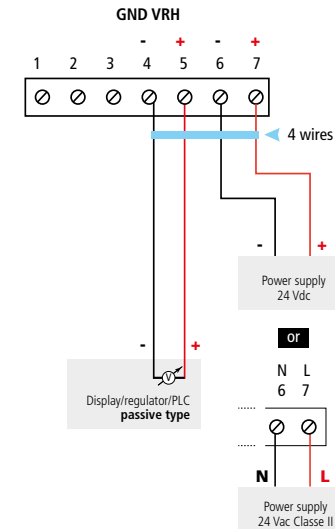 GND VRH
- + - +
1 2 3 4 5 6 7
4 wires
- +
Power supply
24 Vdc
or
- +
V
Display/regulator/PLC
passive type
N L
6 7
N L
Power supply
24 Vac Classe II